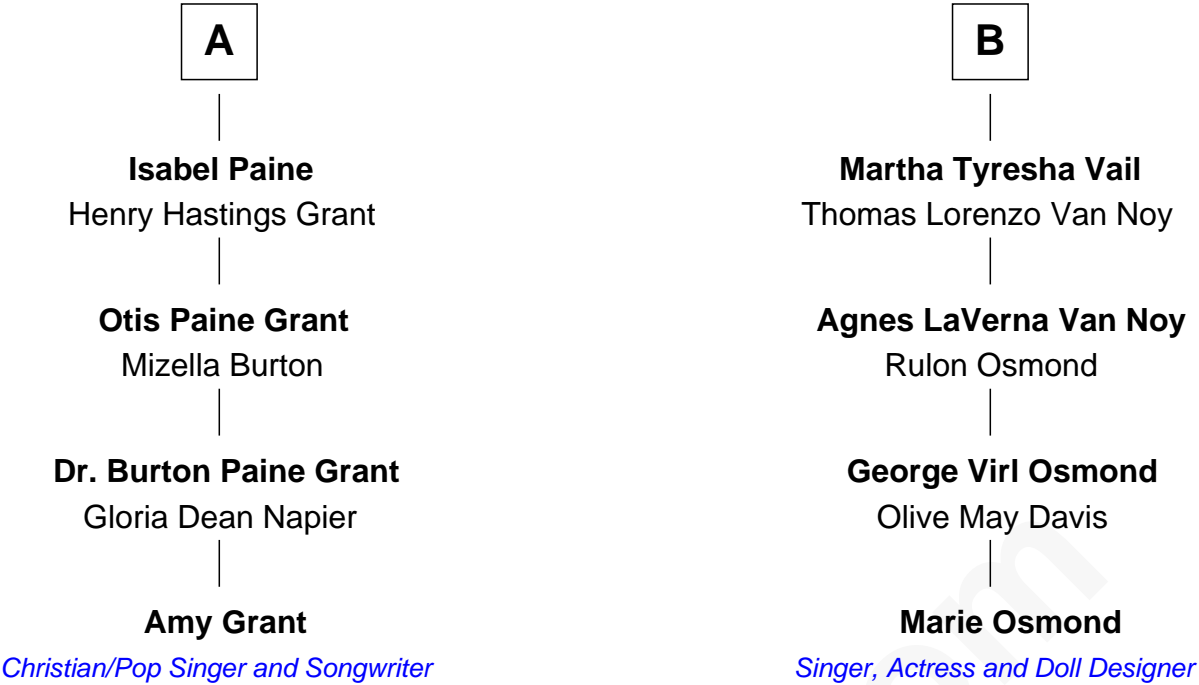 A
Isabel Paine
Henry Hastings Grant
Otis Paine Grant
Mizella Burton
Dr. Burton Paine Grant
Gloria Dean Napier
Amy Grant
Christian/Pop Singer and Songwriter
B
Martha Tyresha Vail
Thomas Lorenzo Van Noy
Agnes LaVerna Van Noy
Rulon Osmond
George Virl Osmond
Olive May Davis
Marie Osmond
Singer, Actress and Doll Designer